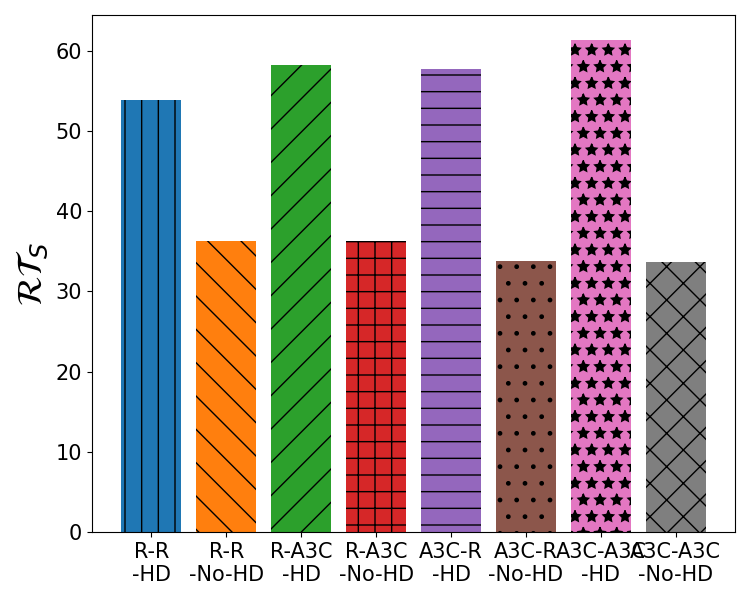 60
50
40
30
20
10
0
𝓡𝓣_S
R-R -HD
R-R -No-HD
R-A3C -HD
R-A3C -No-HD
A3C-R -HD
A3C-R -No-HD
A3C-A3C -HD
A3C-A3C -No-HD